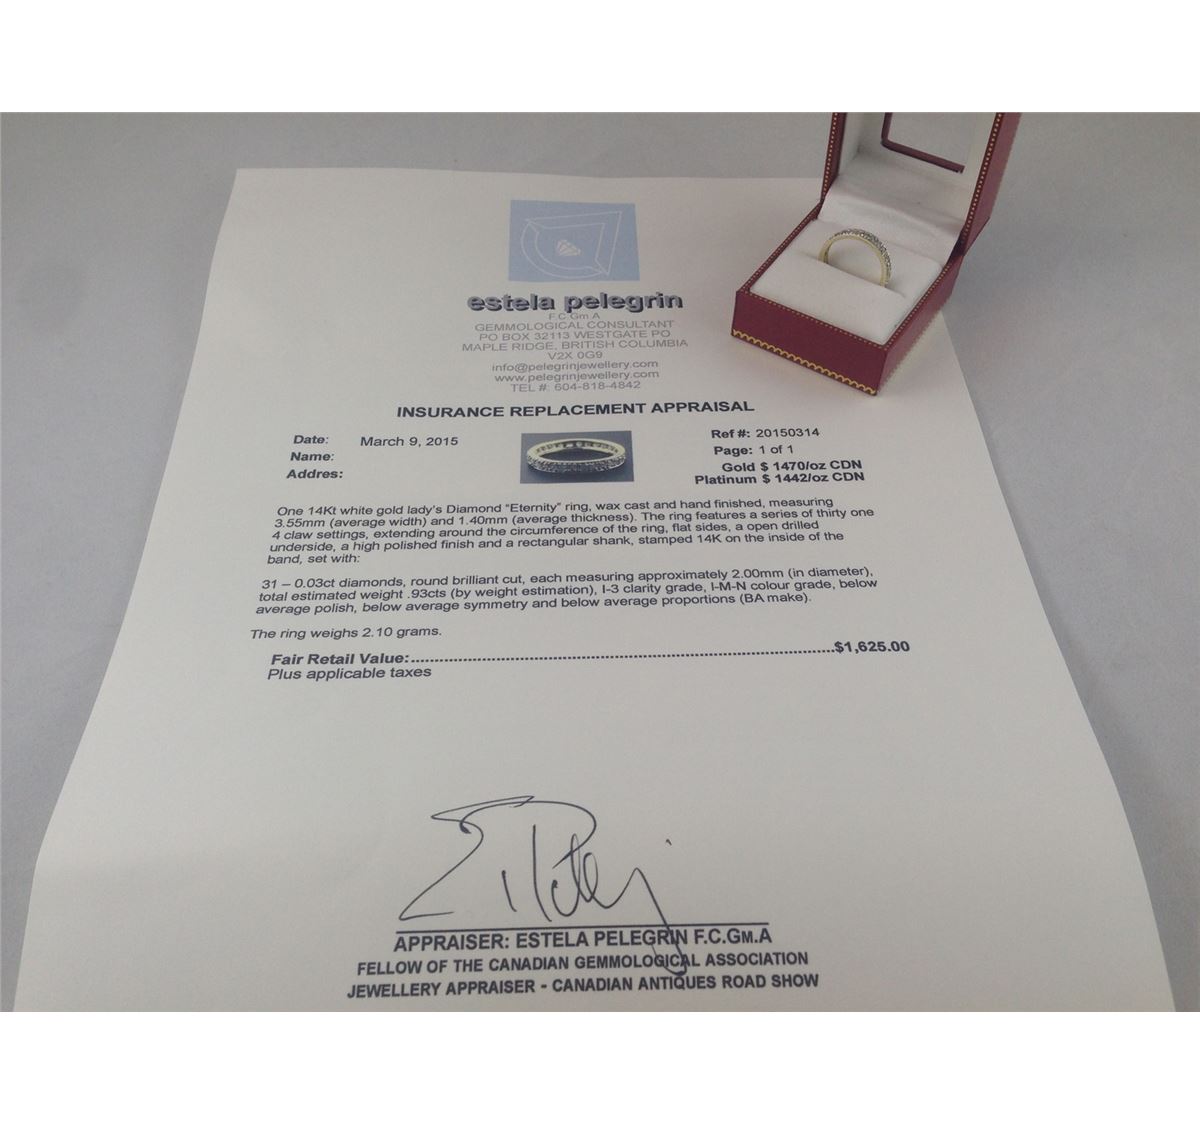 estela pelegrin
F.C.Gm.A
GEMMOLOGICAL CONSULTANT
PO BOX 32113 WESTGATE PO
MAPLE RIDGE, BRITISH COLUMBIA
V2X 0G9
info@pelegrinjewellery.com
www.pelegrinjewellery.com
TEL #: 604-818-4842
INSURANCE REPLACEMENT APPRAISAL
Date: March 9, 2015
Name:
Addres:
Ref #: 20150314
Page: 1 of 1
Gold $ 1470/oz CDN
Platinum $ 1442/oz CDN
One 14Kt white gold lady's Diamond "Eternity" ring, wax cast and hand finished, measuring
3.55mm (average width) and 1.40mm (average thickness). The ring features a series of thirty one
4 claw settings, extending around the circumference of the ring, flat sides, a open drilled
underside, a high polished finish and a rectangular shank, stamped 14K on the inside of the
band, set with:
31 – 0.03ct diamonds, round brilliant cut, each measuring approximately 2.00mm (in diameter),
total estimated weight .93cts (by weight estimation), I-3 clarity grade, I-M-N colour grade, below
average polish, below average symmetry and below average proportions (BA make).
The ring weighs 2.10 grams.
Fair Retail Value:..........................................................................................$1,625.00
Plus applicable taxes
APPRAISER: ESTELA PELEGRIN F.C.GM.A
FELLOW OF THE CANADIAN GEMMOLOGICAL ASSOCIATION
JEWELLERY APPRAISER - CANADIAN ANTIQUES ROAD SHOW